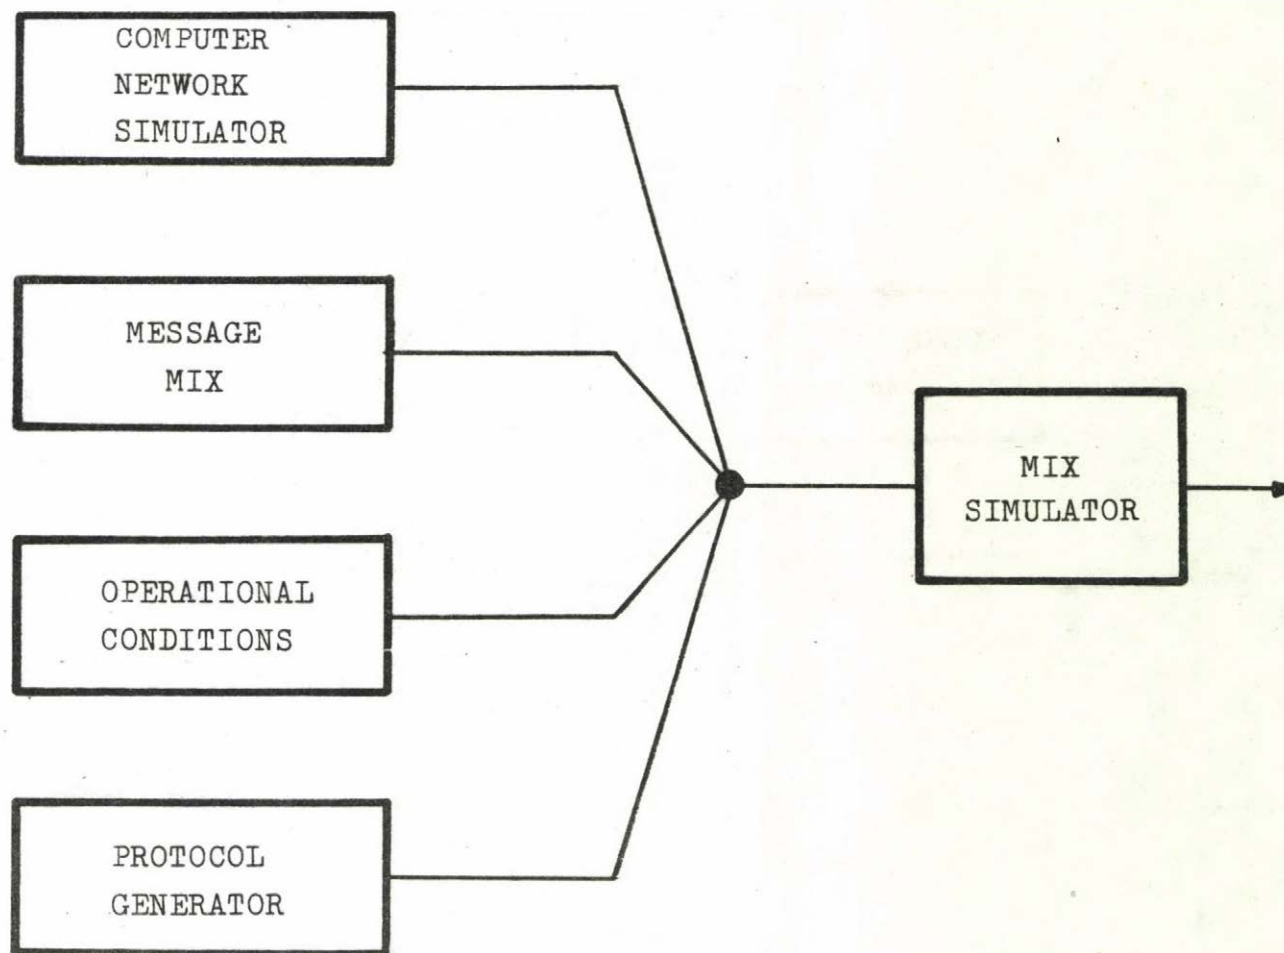 COMPUTER
NETWORK
SIMULATOR
MESSAGE
MIX
OPERATIONAL
CONDITIONS
PROTOCOL
GENERATOR
MIX
SIMULATOR